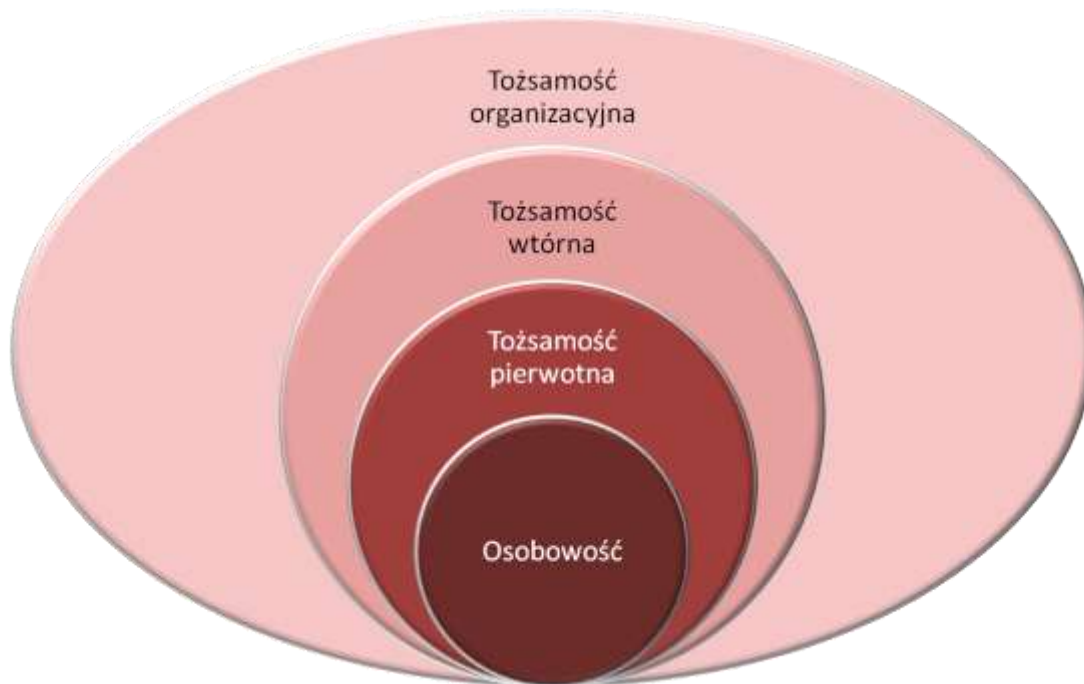 Tożsamość
organizacyjna
Tożsamość
wtórna
Tożsamość
pierwotna
Osobowość